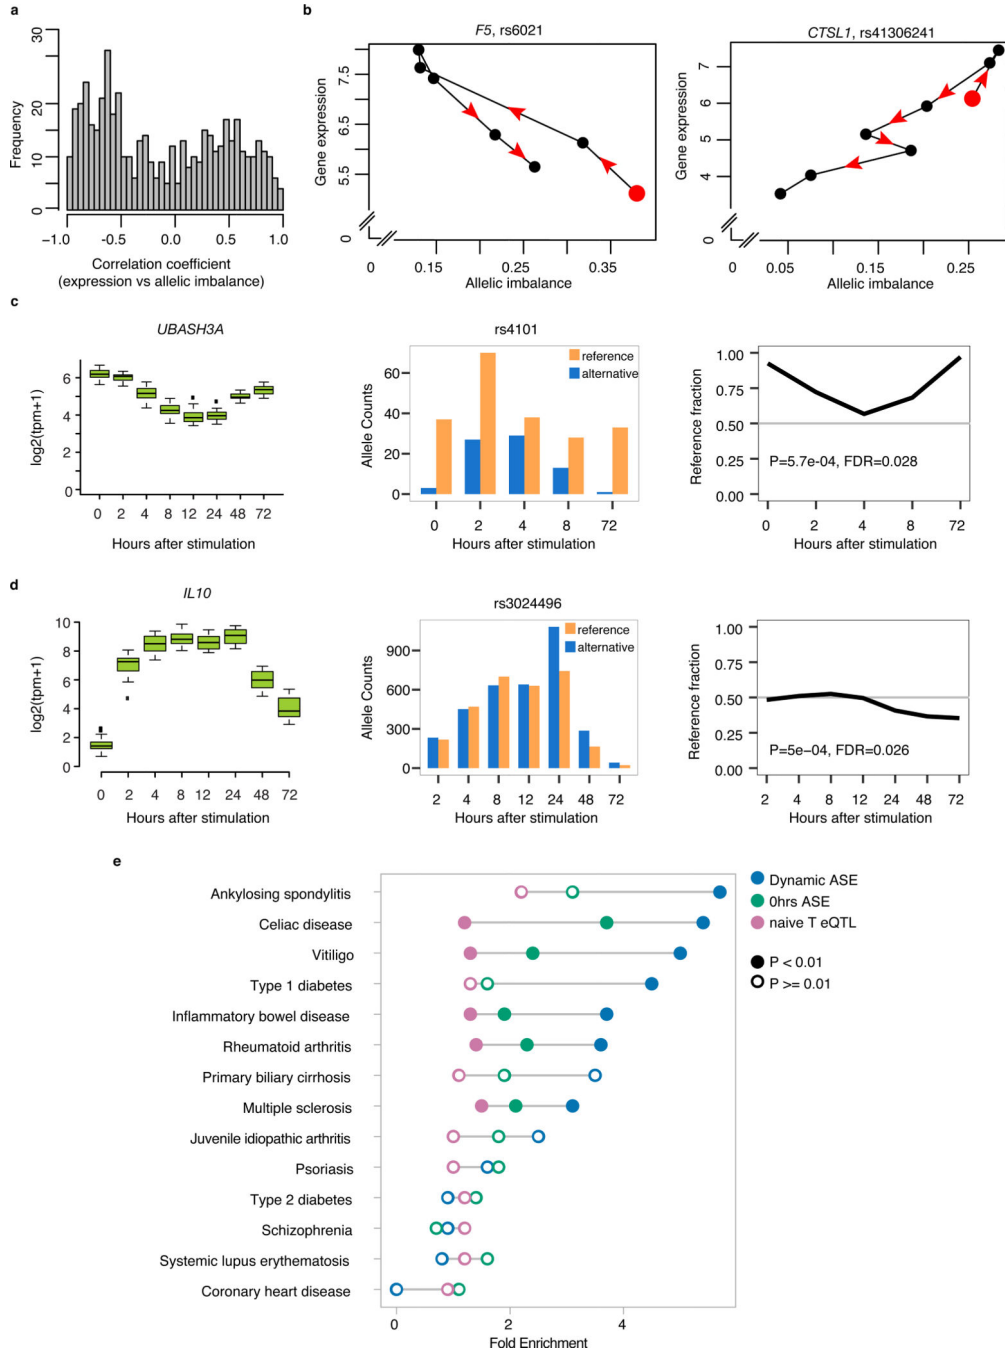 a
30
20
10
0
Frequency
−1.0 −0.5 0.0 0.5 1.0
Correlation coefficient
(expression vs allelic imbalance)
b
F5, rs6021
7.5
6.5
5.5
0
Gene expression
0 0.15 0.25 0.35
Allelic imbalance
CTSL1, rs41306241
7
6
5
4
0
Gene expression
0 0.05 0.15 0.25
Allelic imbalance
c
UBASH3A
6
4
2
0
log2(tpm+1)
0 2 4 8 12 24 48 72
Hours after stimulation
rs4101
reference
alternative
60
40
20
0
Allele Counts
0 2 4 8 72
Hours after stimulation
1.00
0.75
0.50
0.25
0.00
Reference fraction
P=5.7e-04, FDR=0.028
0 2 4 8 72
Hours after stimulation
d
IL10
10
8
6
4
2
0
log2(tpm+1)
0 2 4 8 12 24 48 72
Hours after stimulation
rs3024496
reference
alternative
900
600
300
0
Allele Counts
2 4 8 12 24 48 72
Hours after stimulation
1.00
0.75
0.50
0.25
0.00
Reference fraction
P=5e-04, FDR=0.026
2 4 8 12 24 48 72
Hours after stimulation
e
Ankylosing spondylitis
Celiac disease
Vitiligo
Type 1 diabetes
Inflammatory bowel disease
Rheumatoid arthritis
Primary biliary cirrhosis
Multiple sclerosis
Juvenile idiopathic arthritis
Psoriasis
Type 2 diabetes
Schizophrenia
Systemic lupus erythematosis
Coronary heart disease
0 2 4
Fold Enrichment
Dynamic ASE
0hrs ASE
naive T eQTL
P < 0.01
P >= 0.01